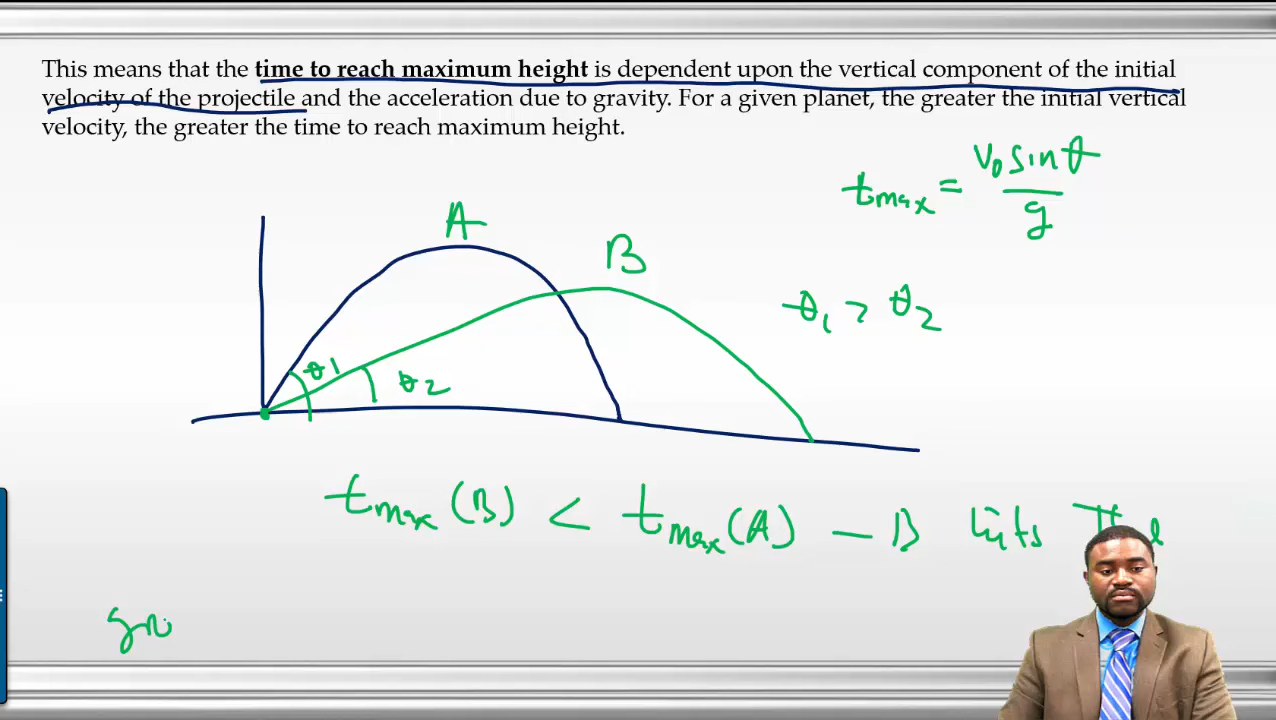 This means that the time to reach maximum height is dependent upon the vertical component of the initial
velocity of the projectile and the acceleration due to gravity. For a given planet, the greater the initial vertical
velocity, the greater the time to reach maximum height.
tmax = v₀ sinθ / g
A
B
θ₁ > θ₂
θ1
θ2
tmax (B) < tmax (A) – B hits